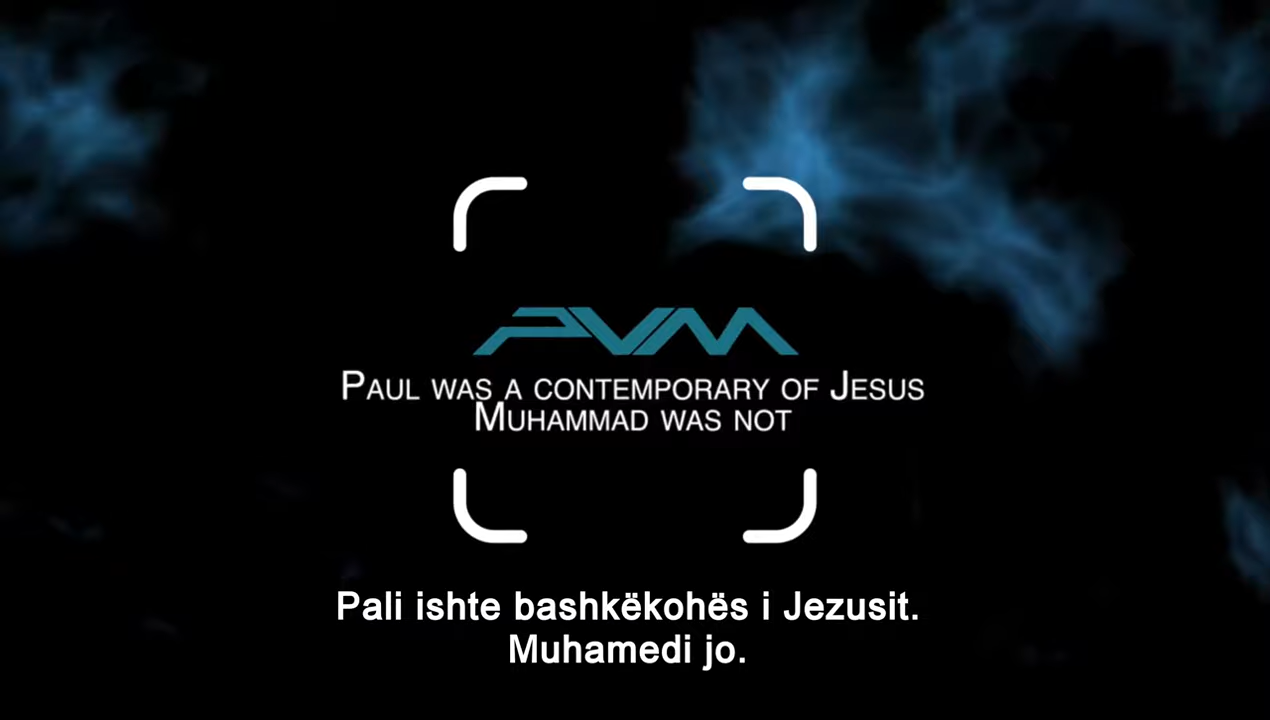 PVM
PAUL WAS A CONTEMPORARY OF JESUS
MUHAMMAD WAS NOT
Pali ishte bashkëkohës i Jezusit.
Muhamedi jo.